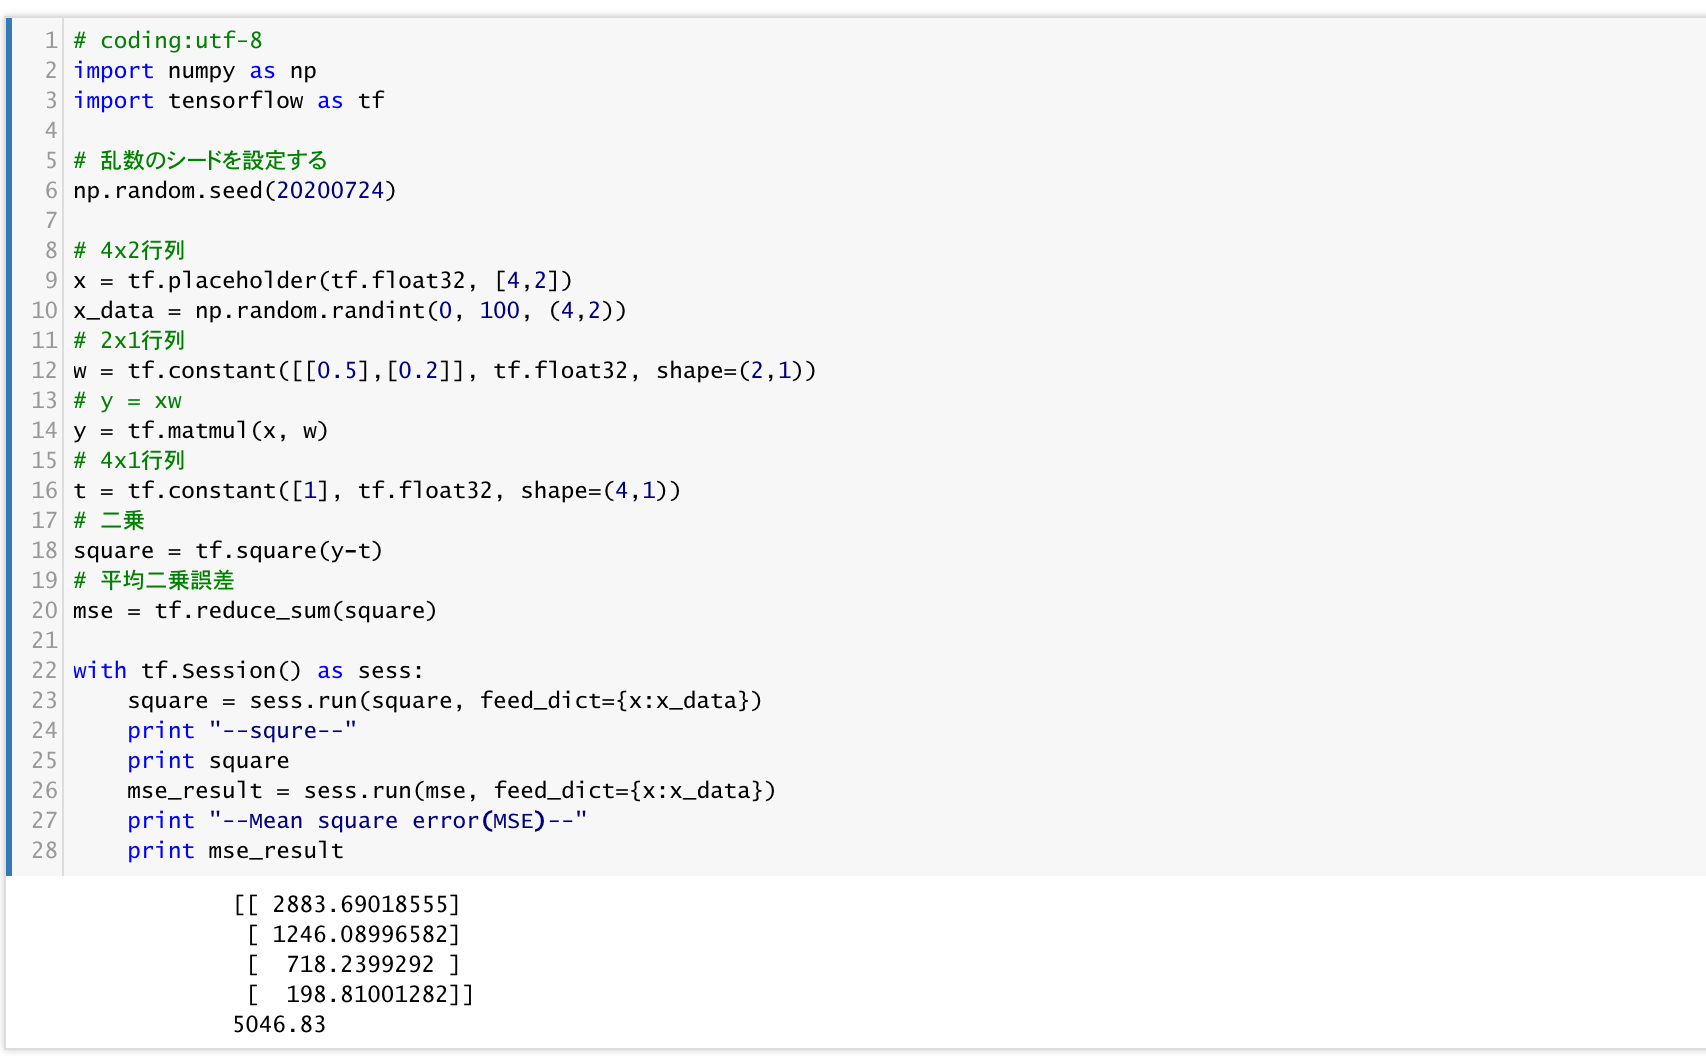 1 # coding:utf-8
2 import numpy as np
3 import tensorflow as tf
4
5 # 乱数のシードを設定する
6 np.random.seed(20200724)
7
8 # 4x2行列
9 x = tf.placeholder(tf.float32, [4,2])
10 x_data = np.random.randint(0, 100, (4,2))
11 # 2x1行列
12 w = tf.constant([[0.5],[0.2]], tf.float32, shape=(2,1))
13 # y = xw
14 y = tf.matmul(x, w)
15 # 4x1行列
16 t = tf.constant([1], tf.float32, shape=(4,1))
17 # 二乗
18 square = tf.square(y-t)
19 # 平均二乗誤差
20 mse = tf.reduce_sum(square)
21
22 with tf.Session() as sess:
23     square = sess.run(square, feed_dict={x:x_data})
24     print "--squre--"
25     print square
26     mse_result = sess.run(mse, feed_dict={x:x_data})
27     print "--Mean square error(MSE)--"
28     print mse_result
[[ 2883.69018555]
 [ 1246.08996582]
 [  718.2399292 ]
 [  198.81001282]]
5046.83